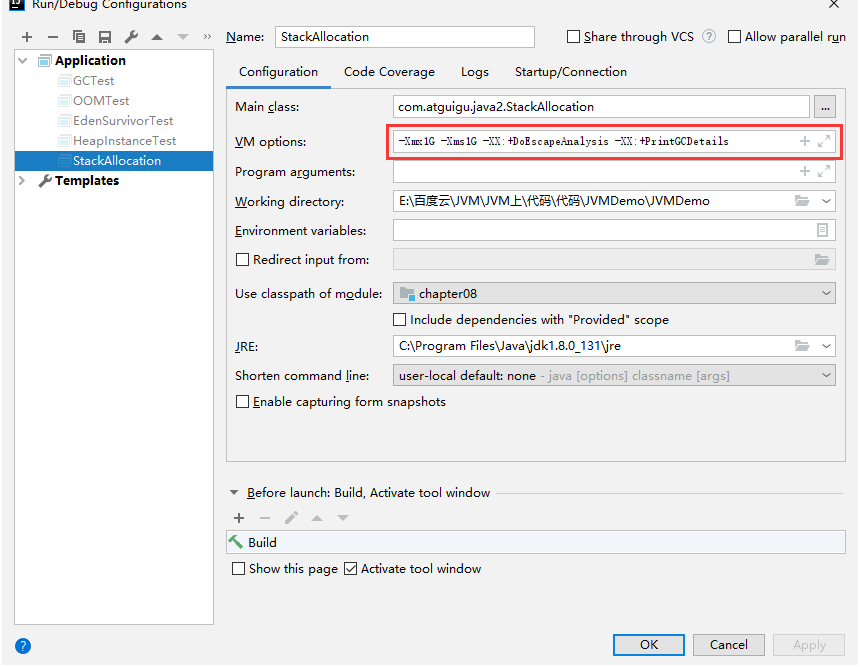 Run/Debug Configurations
Name: StackAllocation Share through VCS ? Allow parallel run
Application
GCTest
OOMTest
EdenSurvivorTest
HeapInstanceTest
StackAllocation
Templates
Configuration Code Coverage Logs Startup/Connection
Main class: com.atguigu.java2.StackAllocation ...
VM options: -Xmx1G -Xms1G -XX:+DoEscapeAnalysis -XX:+PrintGCDetails
Program arguments:
Working directory: E:\百度云\JVM\JVM上\代码\代码\JVMDemo\JVMDemo
Environment variables:
Redirect input from:
Use classpath of module: chapter08
Include dependencies with "Provided" scope
JRE: C:\Program Files\Java\jdk1.8.0_131\jre
Shorten command line: user-local default: none - java [options] classname [args]
Enable capturing form snapshots
Before launch: Build, Activate tool window
Build
Show this page Activate tool window
? OK Cancel Apply